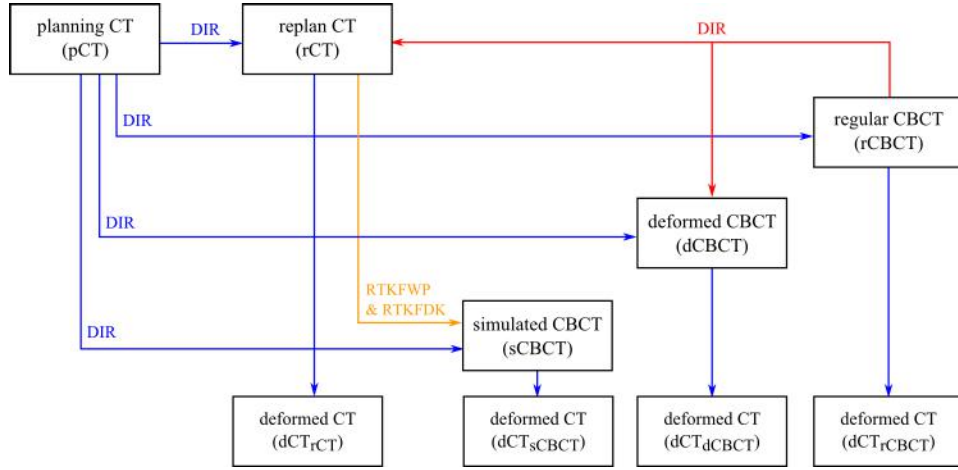 planning CT
(pCT)
DIR
replan CT
(rCT)
DIR
DIR
regular CBCT
(rCBCT)
DIR
deformed CBCT
(dCBCT)
RTKFWP
& RTKFDK
DIR
simulated CBCT
(sCBCT)
deformed CT
(dCTrCT)
deformed CT
(dCTsCBCT)
deformed CT
(dCTdCBCT)
deformed CT
(dCTrCBCT)